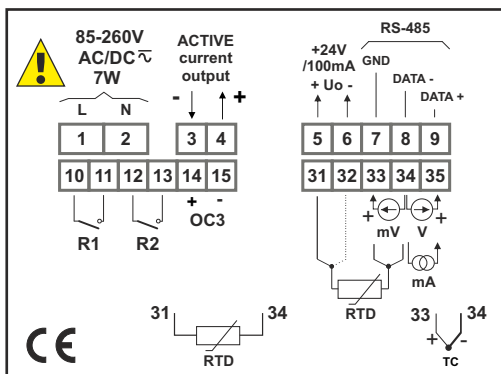 RS-485
85-260V
AC/DC
7W
ACTIVE
current
output
+24V
/100mA
+ Uo -
GND
DATA -
DATA +
L N
- +
1 2 3 4 5 6 7 8 9
10 11 12 13 14 15 31 32 33 34 35
+ -
R1 R2 OC3
+ +
mV V
mA
RTD
31 34
RTD
33 34
+ -
TC
CE